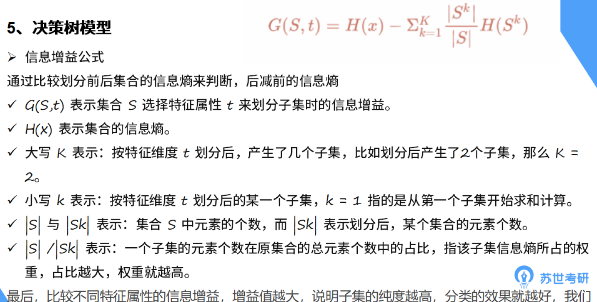 5、决策树模型
G(S,t) = H(x) − Σ_{k=1}^{K} |S^k|/|S| H(S^k)
➢ 信息增益公式
通过比较划分前后集合的信息熵来判断，后减前的信息熵
✓ G(S,t) 表示集合 S 选择特征属性 t 来划分子集时的信息增益。
✓ H(x) 表示集合的信息熵。
✓ 大写 K 表示：按特征维度 t 划分后，产生了几个子集，比如划分后产生了2个子集，那么 K =
2。
✓ 小写 k 表示：按特征维度 t 划分后的某一个子集，k = 1 指的是从第一个子集开始求和计算。
✓ |S| 与 |Sk| 表示：集合 S 中元素的个数，而 |Sk| 表示划分后，某个集合的元素个数。
✓ |S| /|Sk| 表示：一个子集的元素个数在原集合的总元素个数中的占比，指该子集信息熵所占的权
重，占比越大，权重就越高。
苏世考研
最后，比较不同特征属性的信息增益，增益值越大，说明子集的纯度越高，分类的效果就越好，我们